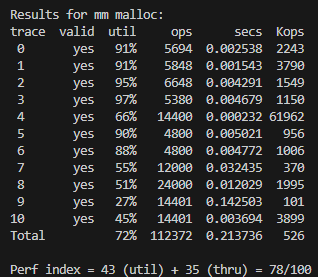 Results for mm malloc:
trace valid util ops secs Kops
0 yes 91% 5694 0.002538 2243
1 yes 91% 5848 0.001543 3790
2 yes 95% 6648 0.004291 1549
3 yes 97% 5380 0.004679 1150
4 yes 66% 14400 0.000232 61962
5 yes 90% 4800 0.005021 956
6 yes 88% 4800 0.004772 1006
7 yes 55% 12000 0.032435 370
8 yes 51% 24000 0.012029 1995
9 yes 27% 14401 0.142503 101
10 yes 45% 14401 0.003694 3899
Total 72% 112372 0.213736 526
Perf index = 43 (util) + 35 (thru) = 78/100